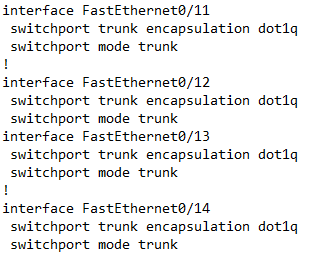 interface FastEthernet0/11
 switchport trunk encapsulation dot1q
 switchport mode trunk
!
interface FastEthernet0/12
 switchport trunk encapsulation dot1q
 switchport mode trunk
interface FastEthernet0/13
 switchport trunk encapsulation dot1q
 switchport mode trunk
!
interface FastEthernet0/14
 switchport trunk encapsulation dot1q
 switchport mode trunk